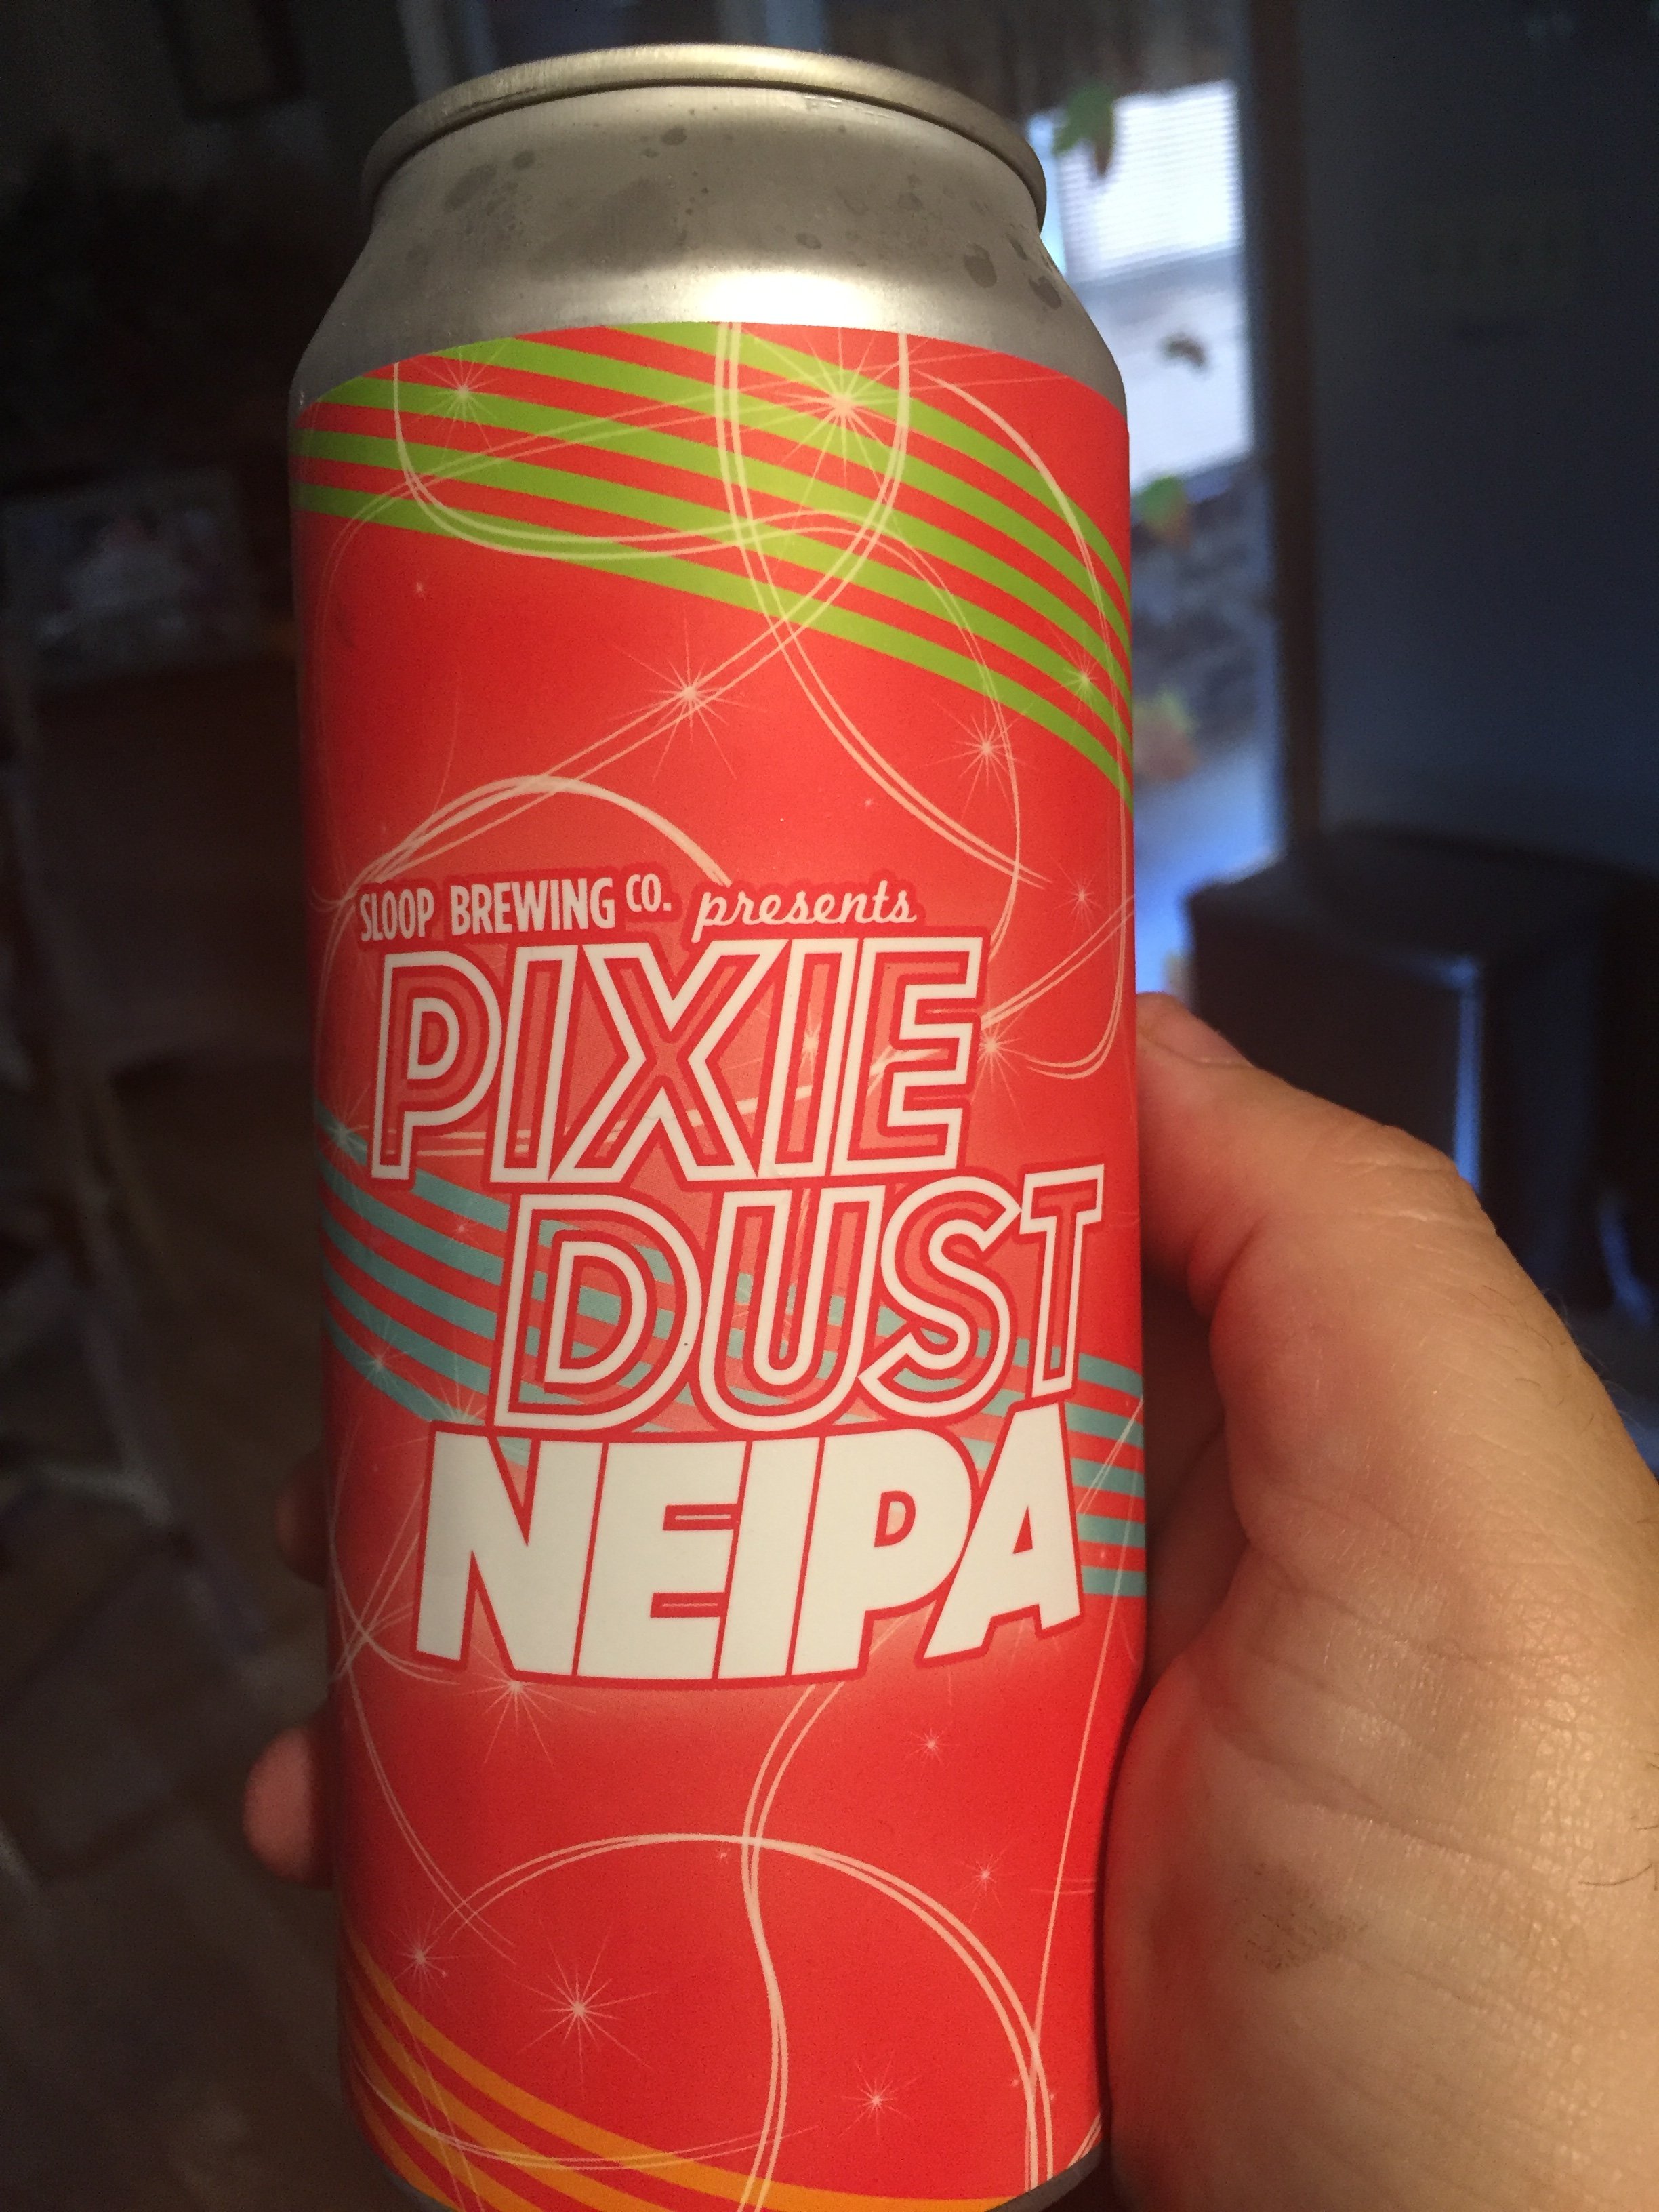 SLOOP BREWING CO. presents
PIXIE
DUST
NEIPA